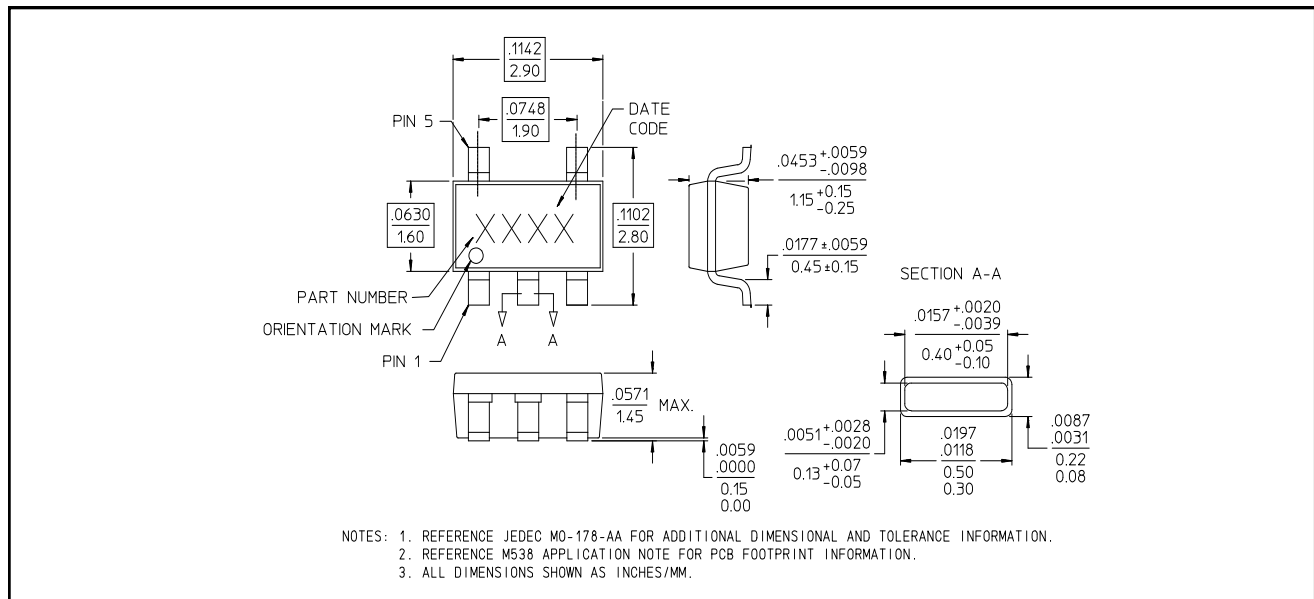 .1142
2.90
.0748
1.90
DATE
CODE
PIN 5
.0630
1.60
XXXX
.1102
2.80
PART NUMBER
ORIENTATION MARK
PIN 1
A A
.0453 +.0059
-.0098
1.15 +0.15
-0.25
.0177 ±.0059
0.45 ±0.15
SECTION A-A
.0157 +.0020
-.0039
0.40 +0.05
-0.10
.0571
1.45
MAX.
.0059
.0000
0.15
0.00
.0051 +.0028
-.0020
0.13 +0.07
-0.05
.0197
.0118
0.50
0.30
.0087
.0031
0.22
0.08
NOTES: 1. REFERENCE JEDEC MO-178-AA FOR ADDITIONAL DIMENSIONAL AND TOLERANCE INFORMATION.
2. REFERENCE M538 APPLICATION NOTE FOR PCB FOOTPRINT INFORMATION.
3. ALL DIMENSIONS SHOWN AS INCHES/MM.